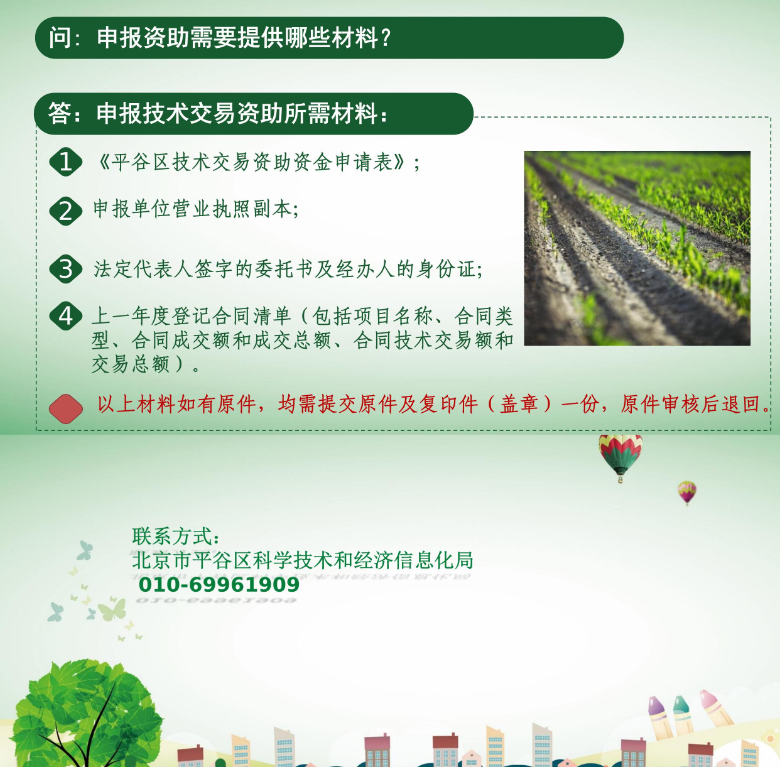 问：申报资助需要提供哪些材料？
答：申报技术交易资助所需材料：
1 《平谷区技术交易资助资金申请表》；
2 申报单位营业执照副本；
3 法定代表人签字的委托书及经办人的身份证；
4 上一年度登记合同清单（包括项目名称、合同类
型、合同成交额和成交总额、合同技术交易额和
交易总额）。
以上材料如有原件，均需提交原件及复印件（盖章）一份，原件审核后退回。
联系方式：
北京市平谷区科学技术和经济信息化局
010-69961909